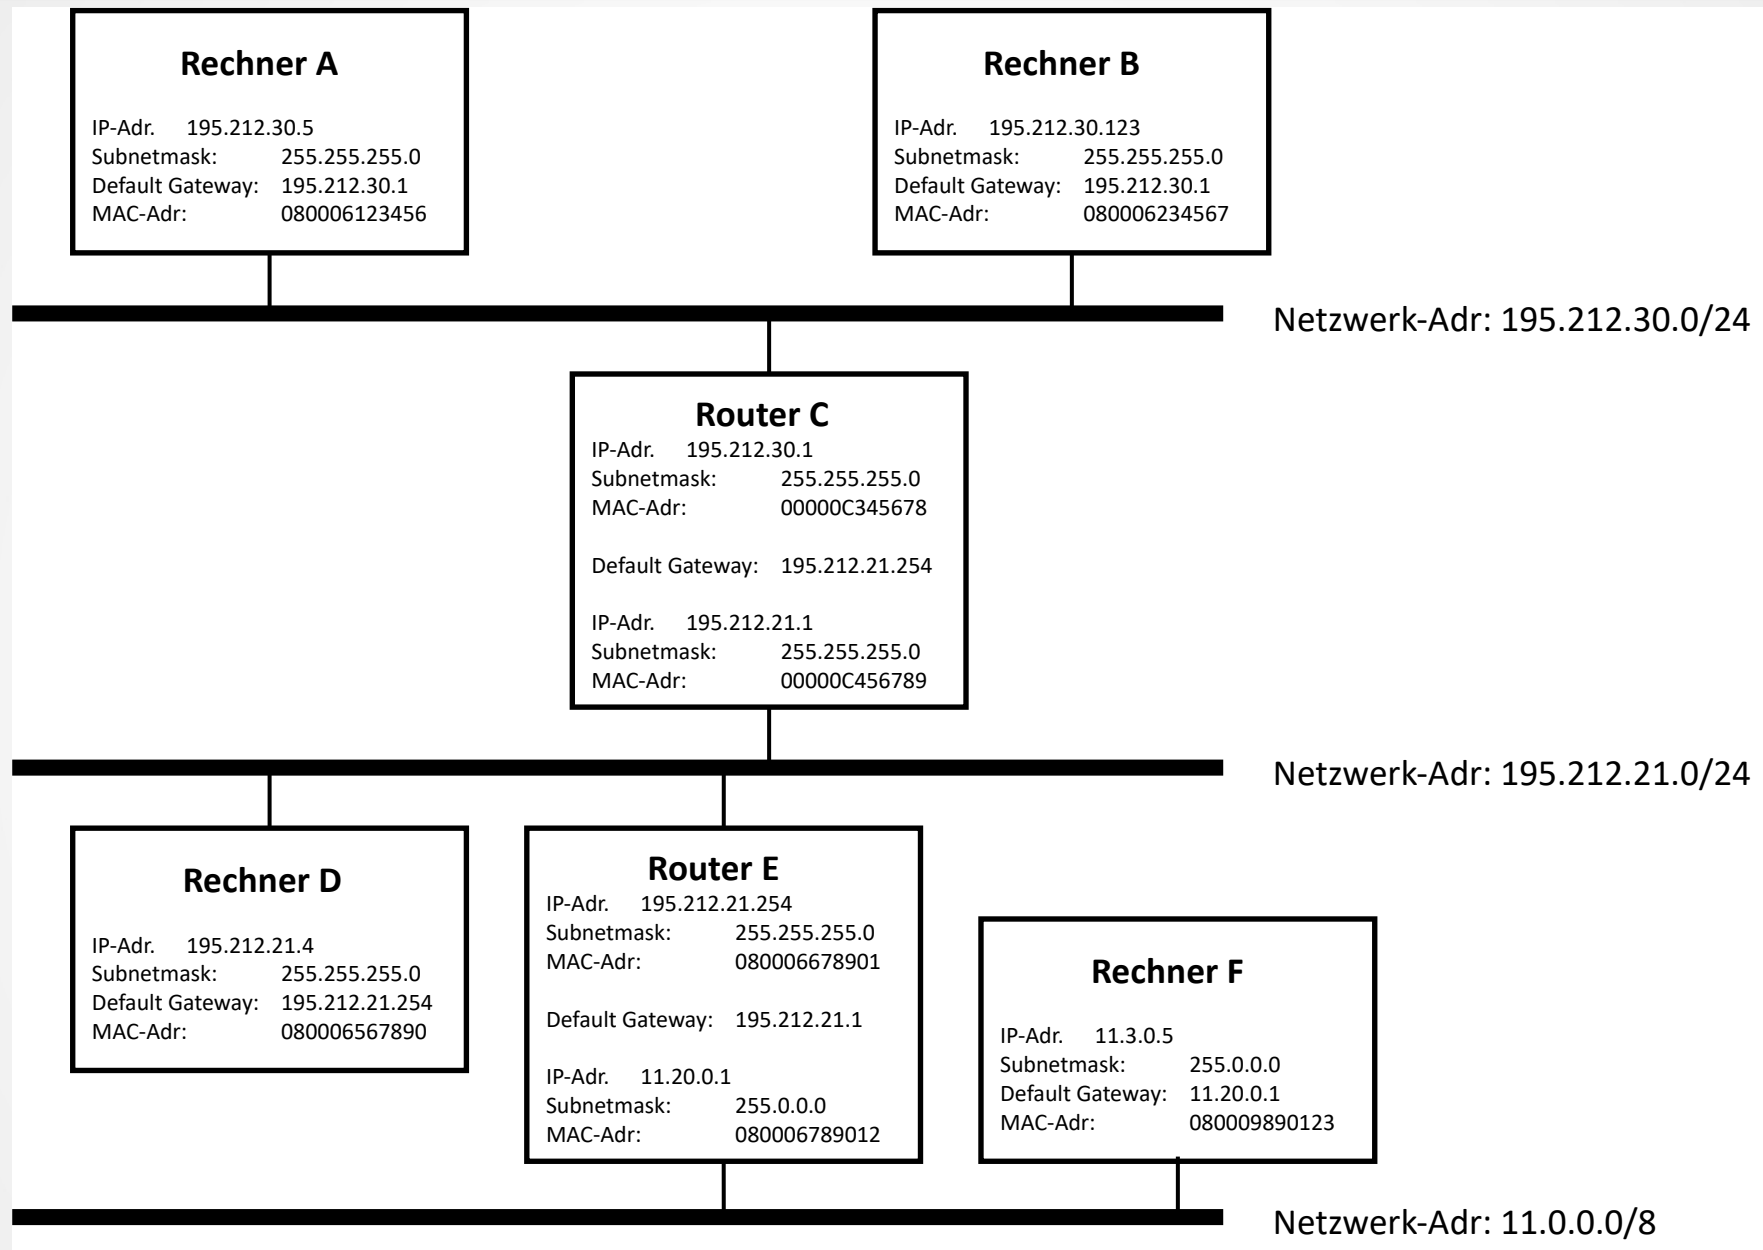 Rechner A
IP-Adr. 195.212.30.5
Subnetmask: 255.255.255.0
Default Gateway: 195.212.30.1
MAC-Adr: 080006123456
Rechner B
IP-Adr. 195.212.30.123
Subnetmask: 255.255.255.0
Default Gateway: 195.212.30.1
MAC-Adr: 080006234567
Netzwerk-Adr: 195.212.30.0/24
Router C
IP-Adr. 195.212.30.1
Subnetmask: 255.255.255.0
MAC-Adr: 00000C345678
Default Gateway: 195.212.21.254
IP-Adr. 195.212.21.1
Subnetmask: 255.255.255.0
MAC-Adr: 00000C456789
Netzwerk-Adr: 195.212.21.0/24
Rechner D
IP-Adr. 195.212.21.4
Subnetmask: 255.255.255.0
Default Gateway: 195.212.21.254
MAC-Adr: 080006567890
Router E
IP-Adr. 195.212.21.254
Subnetmask: 255.255.255.0
MAC-Adr: 080006678901
Default Gateway: 195.212.21.1
IP-Adr. 11.20.0.1
Subnetmask: 255.0.0.0
MAC-Adr: 080006789012
Rechner F
IP-Adr. 11.3.0.5
Subnetmask: 255.0.0.0
Default Gateway: 11.20.0.1
MAC-Adr: 080009890123
Netzwerk-Adr: 11.0.0.0/8